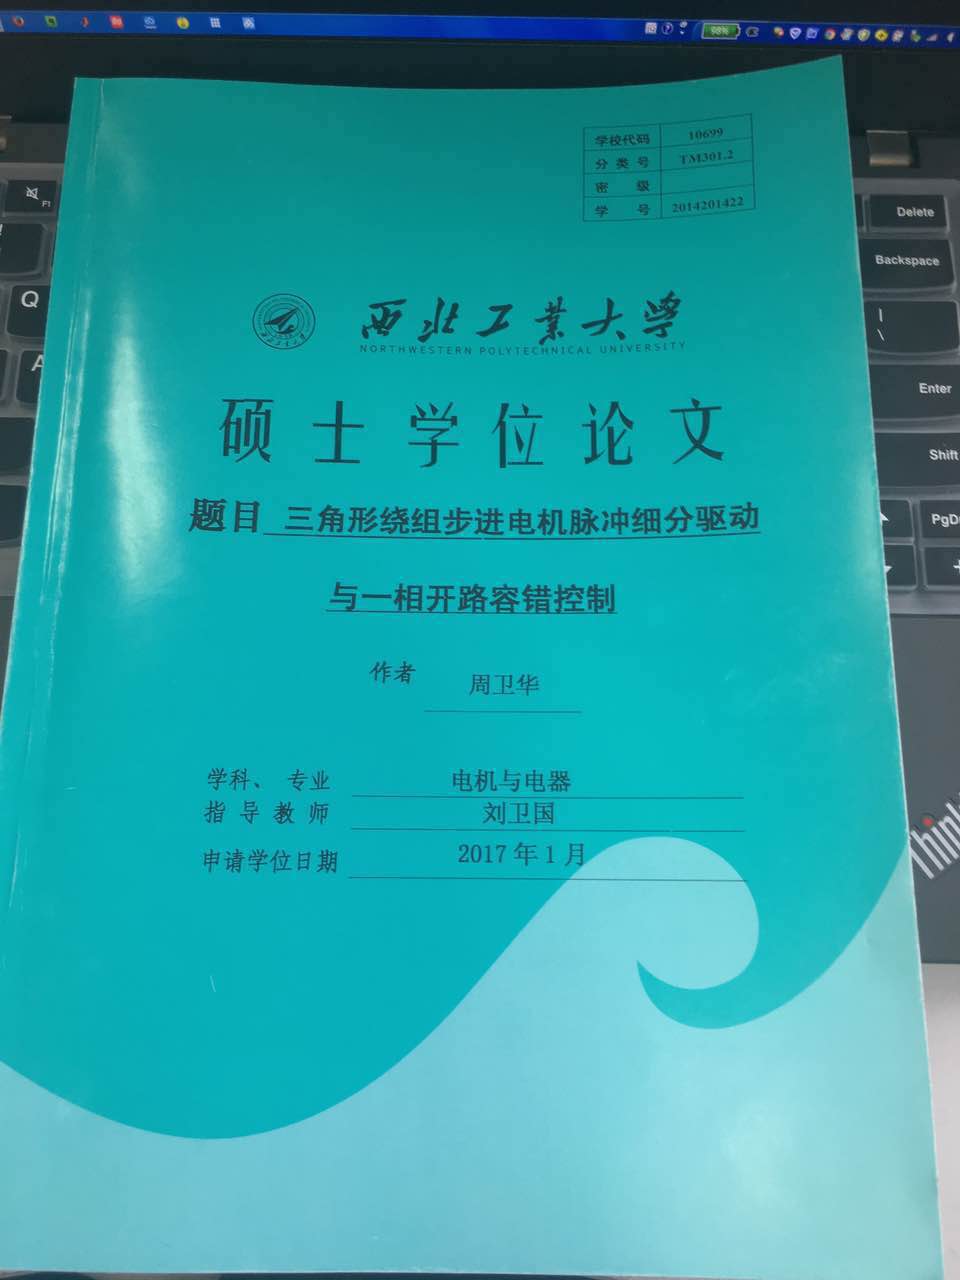 98%
学校代码 10699
分类号 TM301.2
密级
学号 2014201422
F1
Delete
Backspace
Q
|
\
A
Enter
Shift
西北工业大学
NORTHWESTERN POLYTECHNICAL UNIVERSITY
硕士学位论文
题目 三角形绕组步进电机脉冲细分驱动
与一相开路容错控制
作者 周卫华
学科、专业 电机与电器
指导教师 刘卫国
申请学位日期 2017年1月